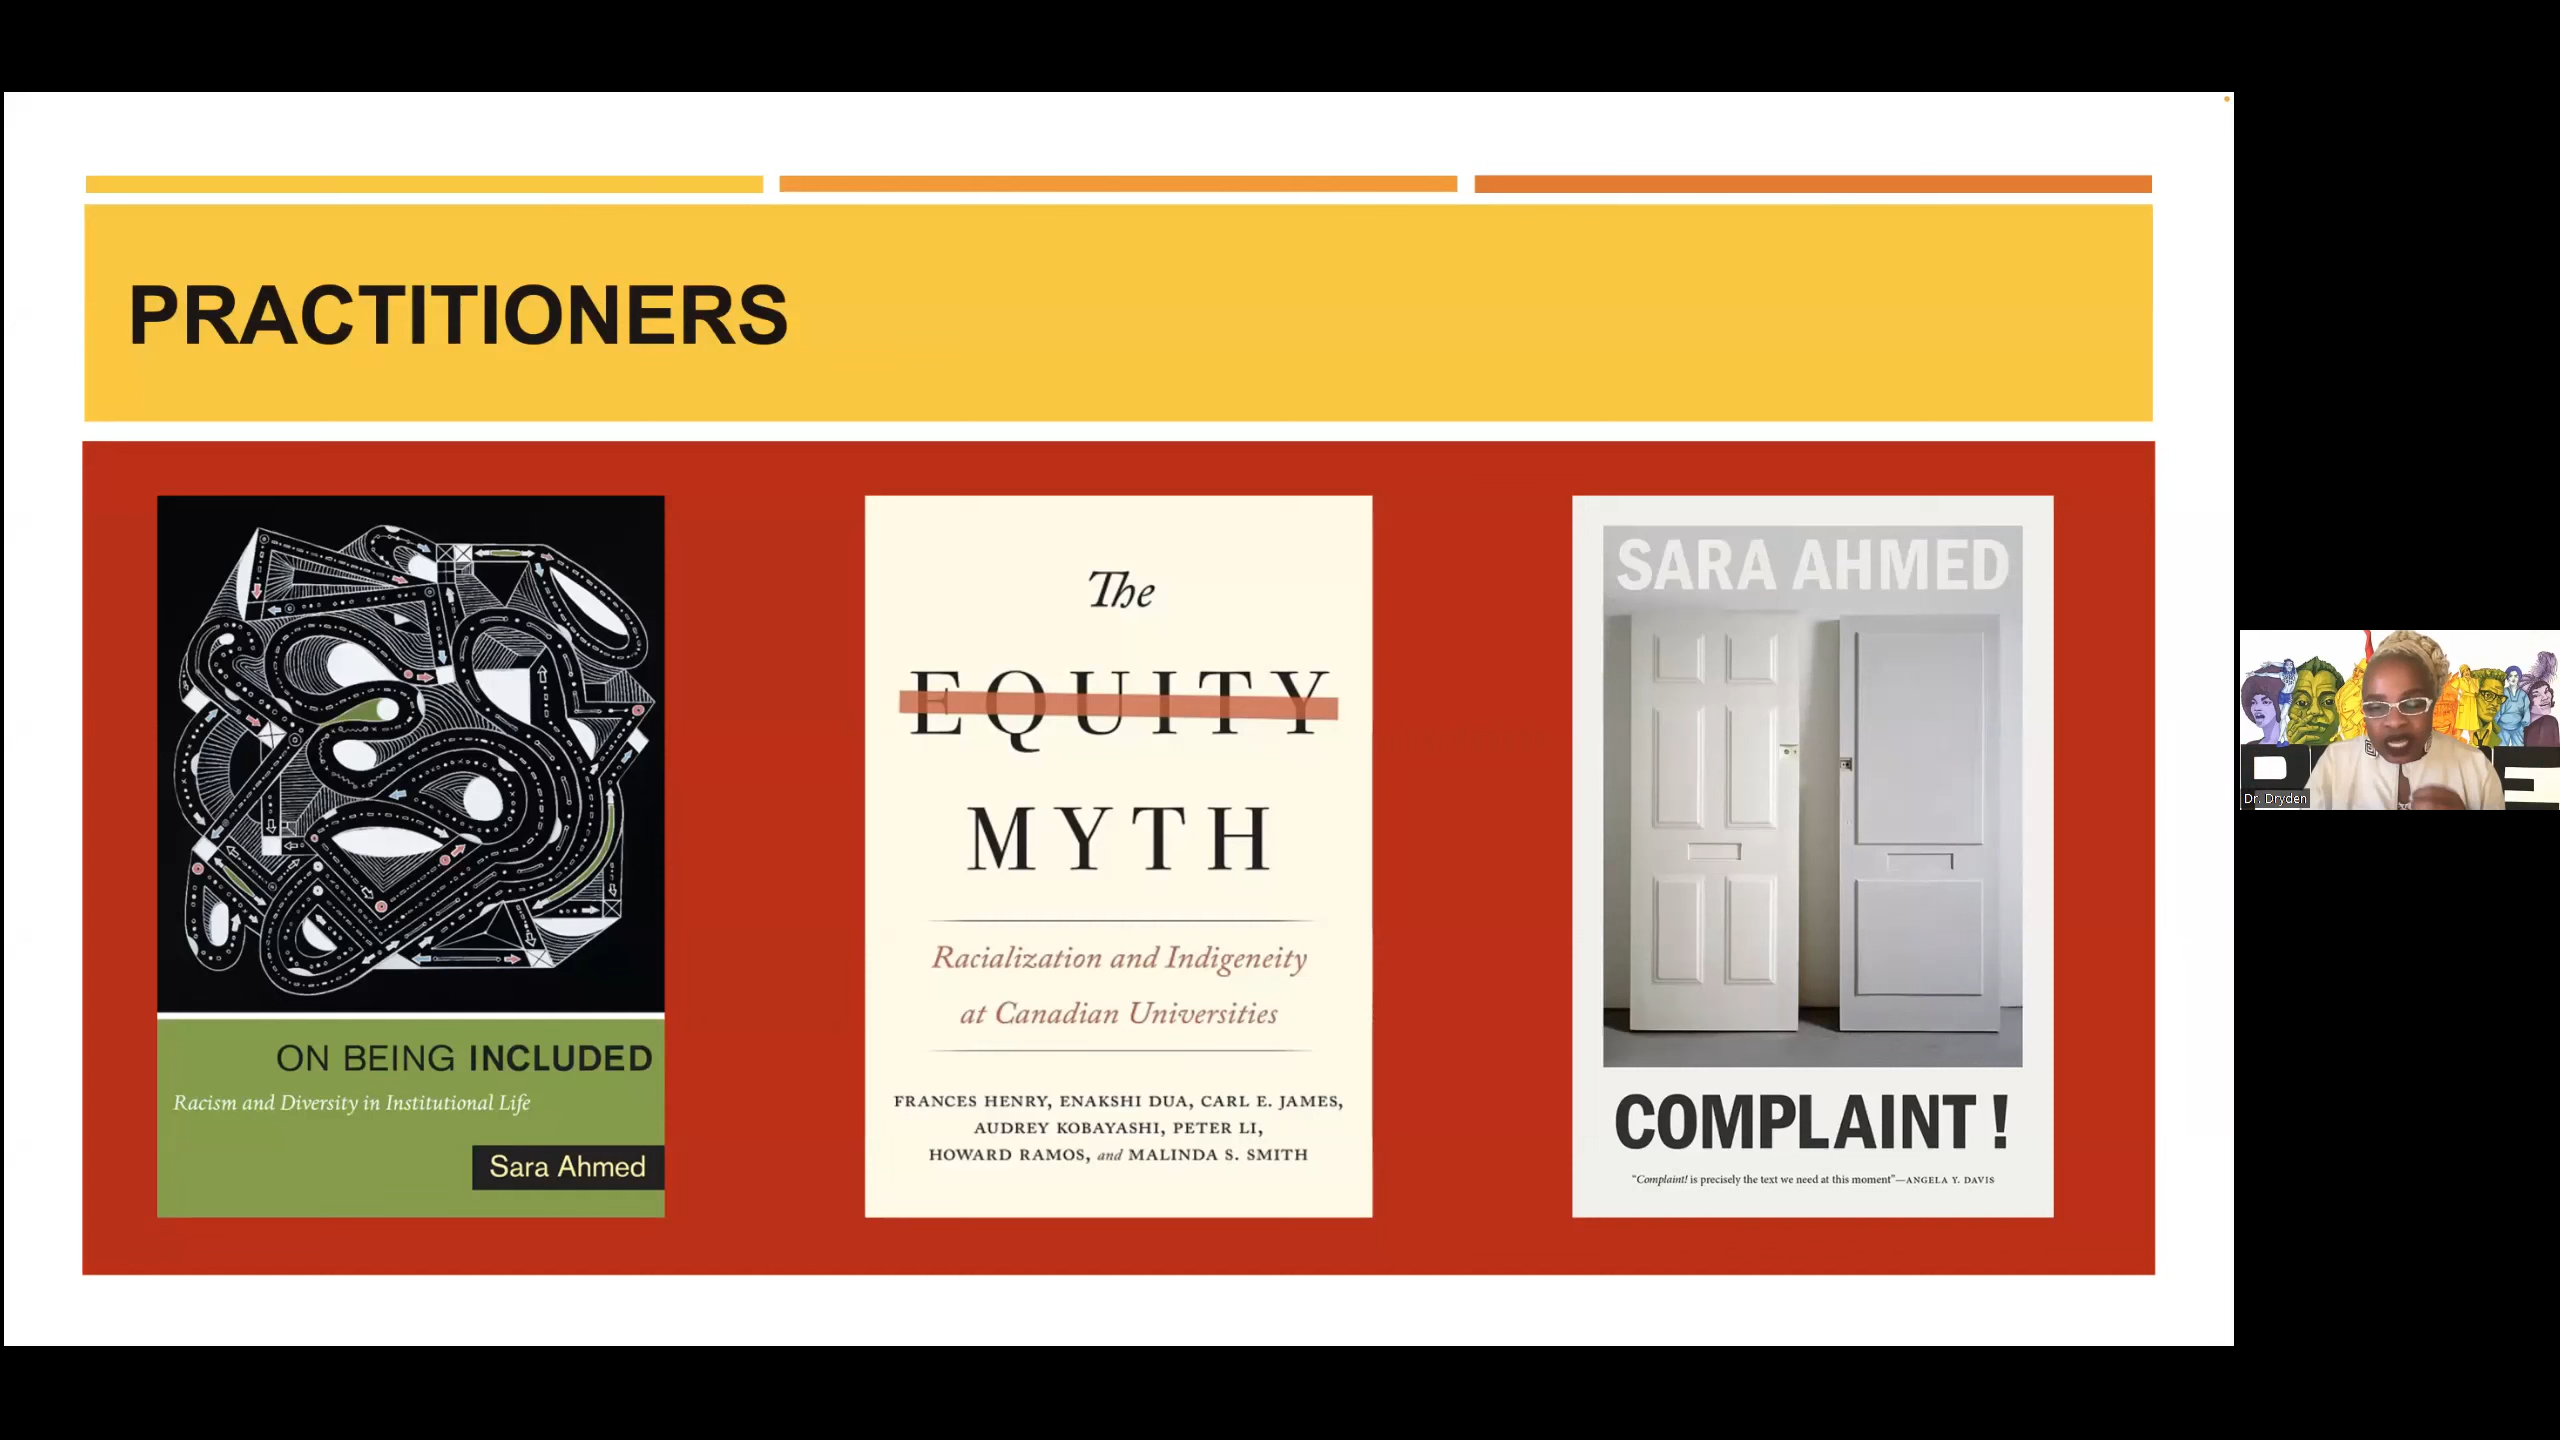 PRACTITIONERS
ON BEING INCLUDED
Racism and Diversity in Institutional Life
Sara Ahmed
The
EQUITY
MYTH
Racialization and Indigeneity
at Canadian Universities
FRANCES HENRY, ENAKSHI DUA, CARL E. JAMES,
AUDREY KOBAYASHI, PETER LI,
HOWARD RAMOS, and MALINDA S. SMITH
SARA AHMED
COMPLAINT !
“Complaint! is precisely the text we need at this moment”—ANGELA Y. DAVIS
Dr. Dryden